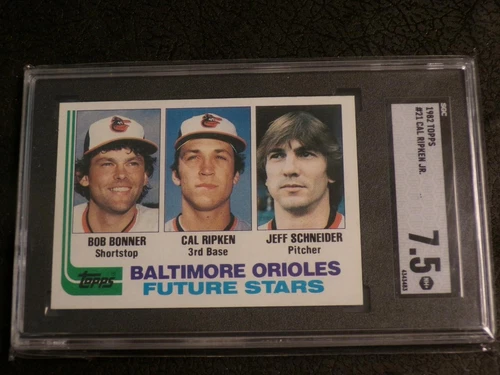 BOB BONNER
Shortstop
CAL RIPKEN
3rd Base
JEFF SCHNEIDER
Pitcher
Topps
BALTIMORE ORIOLES
FUTURE STARS
SGC
1982 TOPPS
#21 CAL RIPKEN JR.
7.5